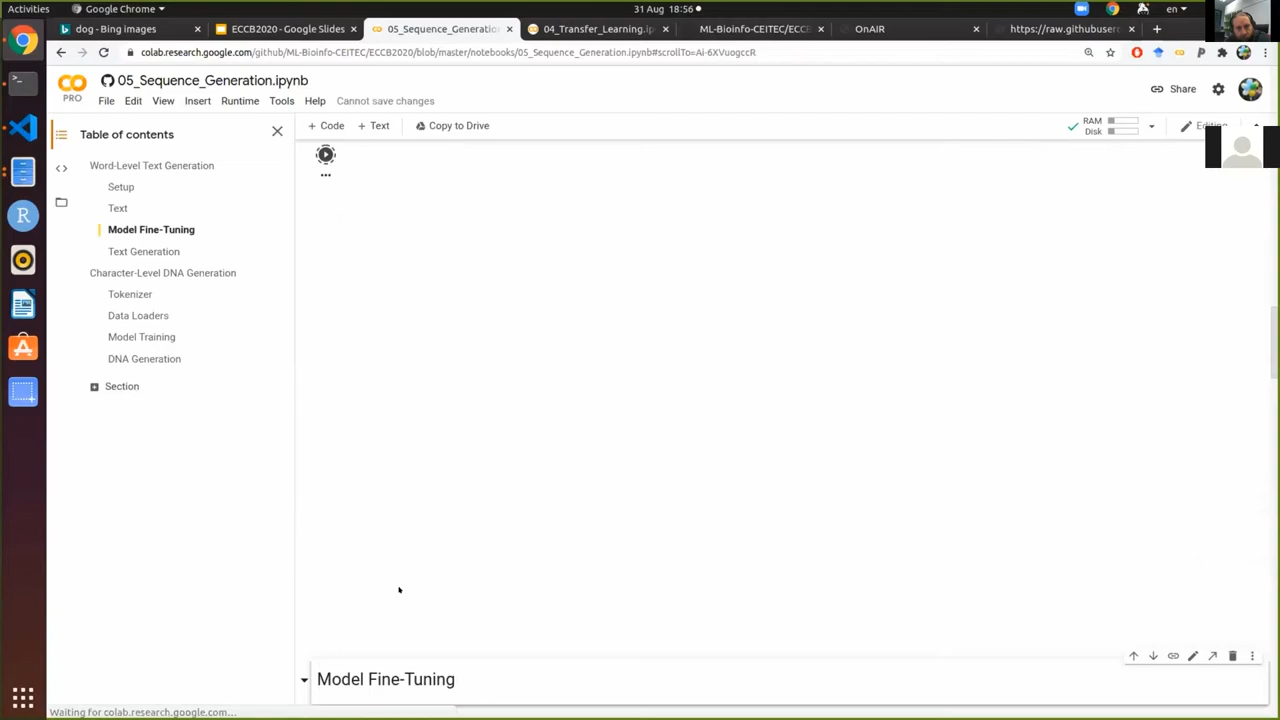 Activities
Google Chrome
31 Aug 18:56
en
dog - Bing images
ECCB2020 - Google Slides
05_Sequence_Generation
04_Transfer_Learning.ip
ML-Bioinfo-CEITEC/ECC
OnAIR
https://raw.githubuserc
colab.research.google.com/github/ML-Bioinfo-CEITEC/ECCB2020/blob/master/notebooks/05_Sequence_Generation.ipynb#scrollTo=Ai-6XVuogccR
PRO
05_Sequence_Generation.ipynb
File Edit View Insert Runtime Tools Help Cannot save changes
Share
+ Code + Text Copy to Drive
RAM
Disk
Editing
Table of contents
Word-Level Text Generation
Setup
Text
Model Fine-Tuning
Text Generation
Character-Level DNA Generation
Tokenizer
Data Loaders
Model Training
DNA Generation
Section
Model Fine-Tuning
Waiting for colab.research.google.com...